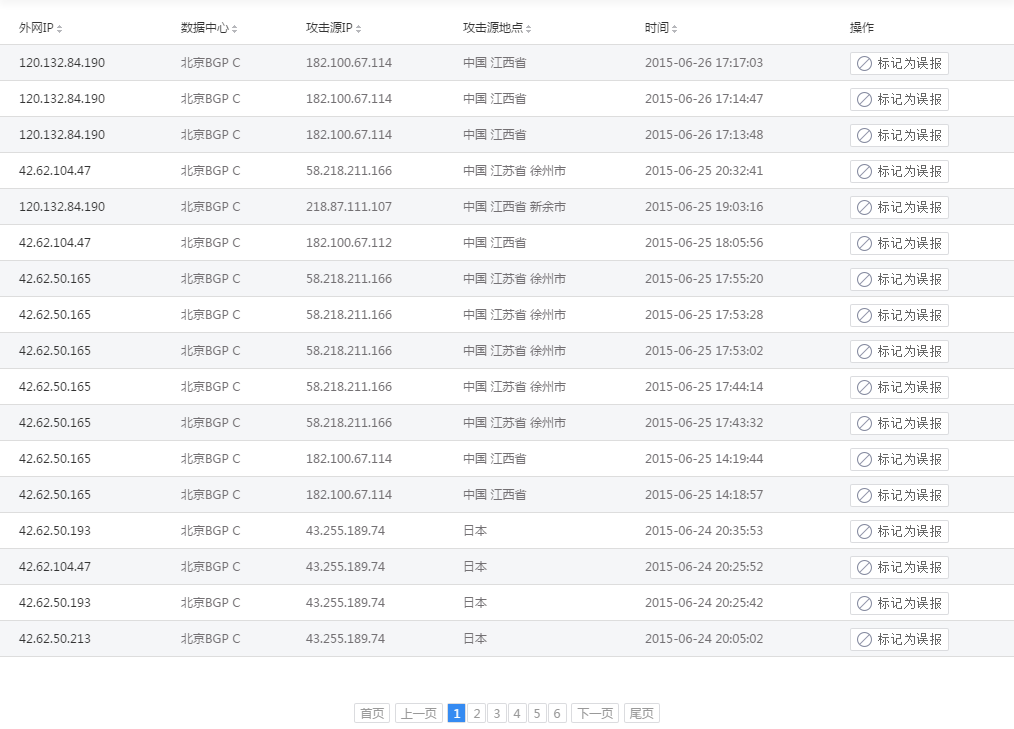 外网IP 数据中心 攻击源IP 攻击源地点 时间 操作
120.132.84.190 北京BGP C 182.100.67.114 中国 江西省 2015-06-26 17:17:03 标记为误报
120.132.84.190 北京BGP C 182.100.67.114 中国 江西省 2015-06-26 17:14:47 标记为误报
120.132.84.190 北京BGP C 182.100.67.114 中国 江西省 2015-06-26 17:13:48 标记为误报
42.62.104.47 北京BGP C 58.218.211.166 中国 江苏省 徐州市 2015-06-25 20:32:41 标记为误报
120.132.84.190 北京BGP C 218.87.111.107 中国 江西省 新余市 2015-06-25 19:03:16 标记为误报
42.62.104.47 北京BGP C 182.100.67.112 中国 江西省 2015-06-25 18:05:56 标记为误报
42.62.50.165 北京BGP C 58.218.211.166 中国 江苏省 徐州市 2015-06-25 17:55:20 标记为误报
42.62.50.165 北京BGP C 58.218.211.166 中国 江苏省 徐州市 2015-06-25 17:53:28 标记为误报
42.62.50.165 北京BGP C 58.218.211.166 中国 江苏省 徐州市 2015-06-25 17:53:02 标记为误报
42.62.50.165 北京BGP C 58.218.211.166 中国 江苏省 徐州市 2015-06-25 17:44:14 标记为误报
42.62.50.165 北京BGP C 58.218.211.166 中国 江苏省 徐州市 2015-06-25 17:43:32 标记为误报
42.62.50.165 北京BGP C 182.100.67.114 中国 江西省 2015-06-25 14:19:44 标记为误报
42.62.50.165 北京BGP C 182.100.67.114 中国 江西省 2015-06-25 14:18:57 标记为误报
42.62.50.193 北京BGP C 43.255.189.74 日本 2015-06-24 20:35:53 标记为误报
42.62.104.47 北京BGP C 43.255.189.74 日本 2015-06-24 20:25:52 标记为误报
42.62.50.193 北京BGP C 43.255.189.74 日本 2015-06-24 20:25:42 标记为误报
42.62.50.213 北京BGP C 43.255.189.74 日本 2015-06-24 20:05:02 标记为误报
首页 上一页 1 2 3 4 5 6 下一页 尾页